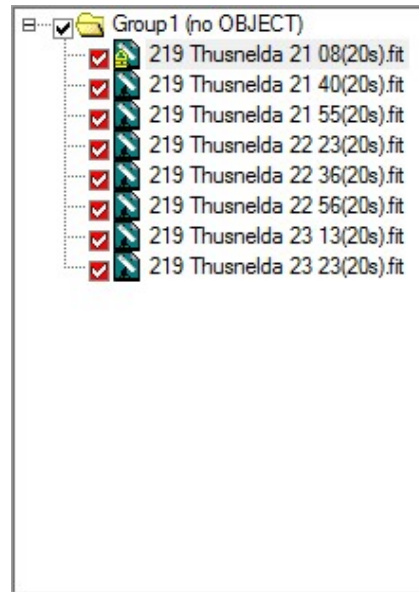 Group1 (no OBJECT)
219 Thusnelda 21 08(20s).fit
219 Thusnelda 21 40(20s).fit
219 Thusnelda 21 55(20s).fit
219 Thusnelda 22 23(20s).fit
219 Thusnelda 22 36(20s).fit
219 Thusnelda 22 56(20s).fit
219 Thusnelda 23 13(20s).fit
219 Thusnelda 23 23(20s).fit